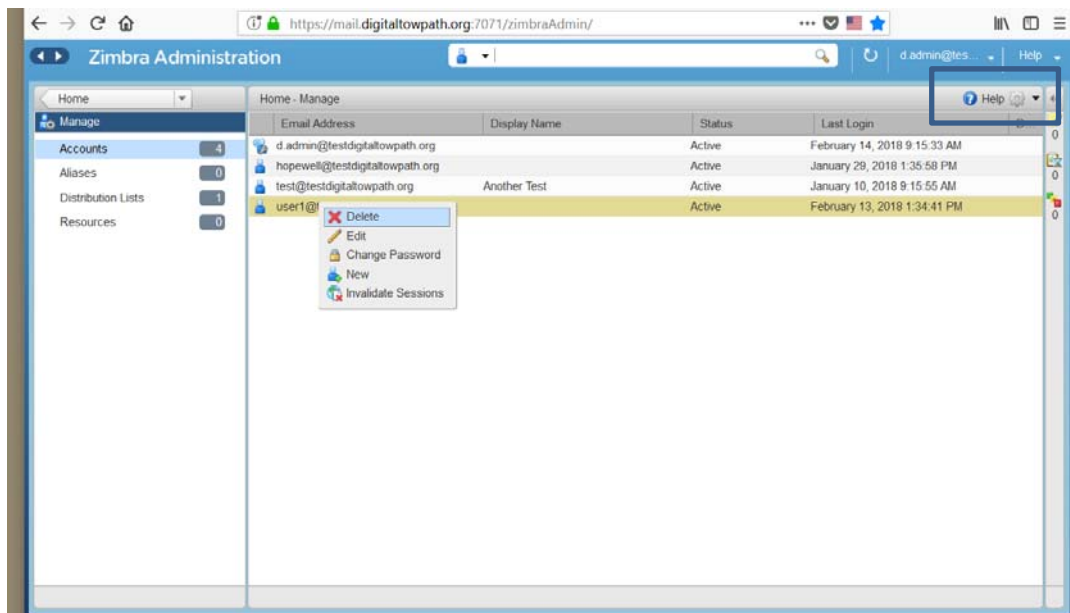 https://mail.digitaltowpath.org:7071/zimbraAdmin/
Zimbra Administration
d.admin@tes... Help
Home
Home - Manage
Help
Manage
Email Address Display Name Status Last Login
Accounts 4
Aliases 0
Distribution Lists 1
Resources 0
d.admin@testdigitaltowpath.org Active February 14, 2018 9:15:33 AM
hopewell@testdigitaltowpath.org Active January 29, 2018 1:35:58 PM
test@testdigitaltowpath.org Another Test Active January 10, 2018 9:15:55 AM
user1@ Active February 13, 2018 1:34:41 PM
Delete
Edit
Change Password
New
Invalidate Sessions
0
0
0